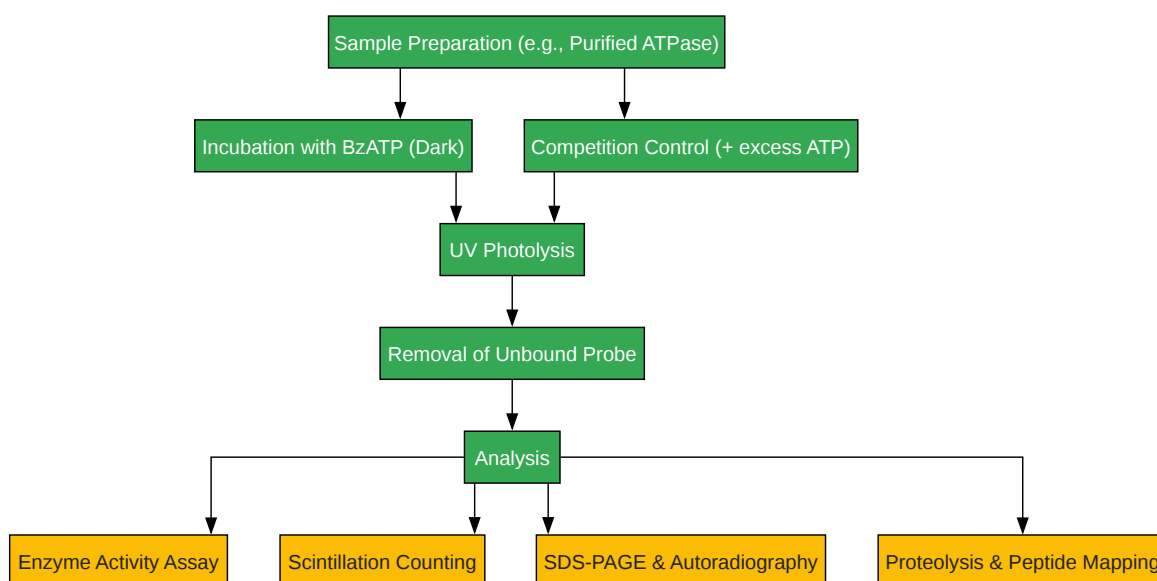 Sample Preparation (e.g., Purified ATPase)
Incubation with BzATP (Dark)
Competition Control (+ excess ATP)
UV Photolysis
Removal of Unbound Probe
Analysis
Enzyme Activity Assay
Scintillation Counting
SDS-PAGE & Autoradiography
Proteolysis & Peptide Mapping